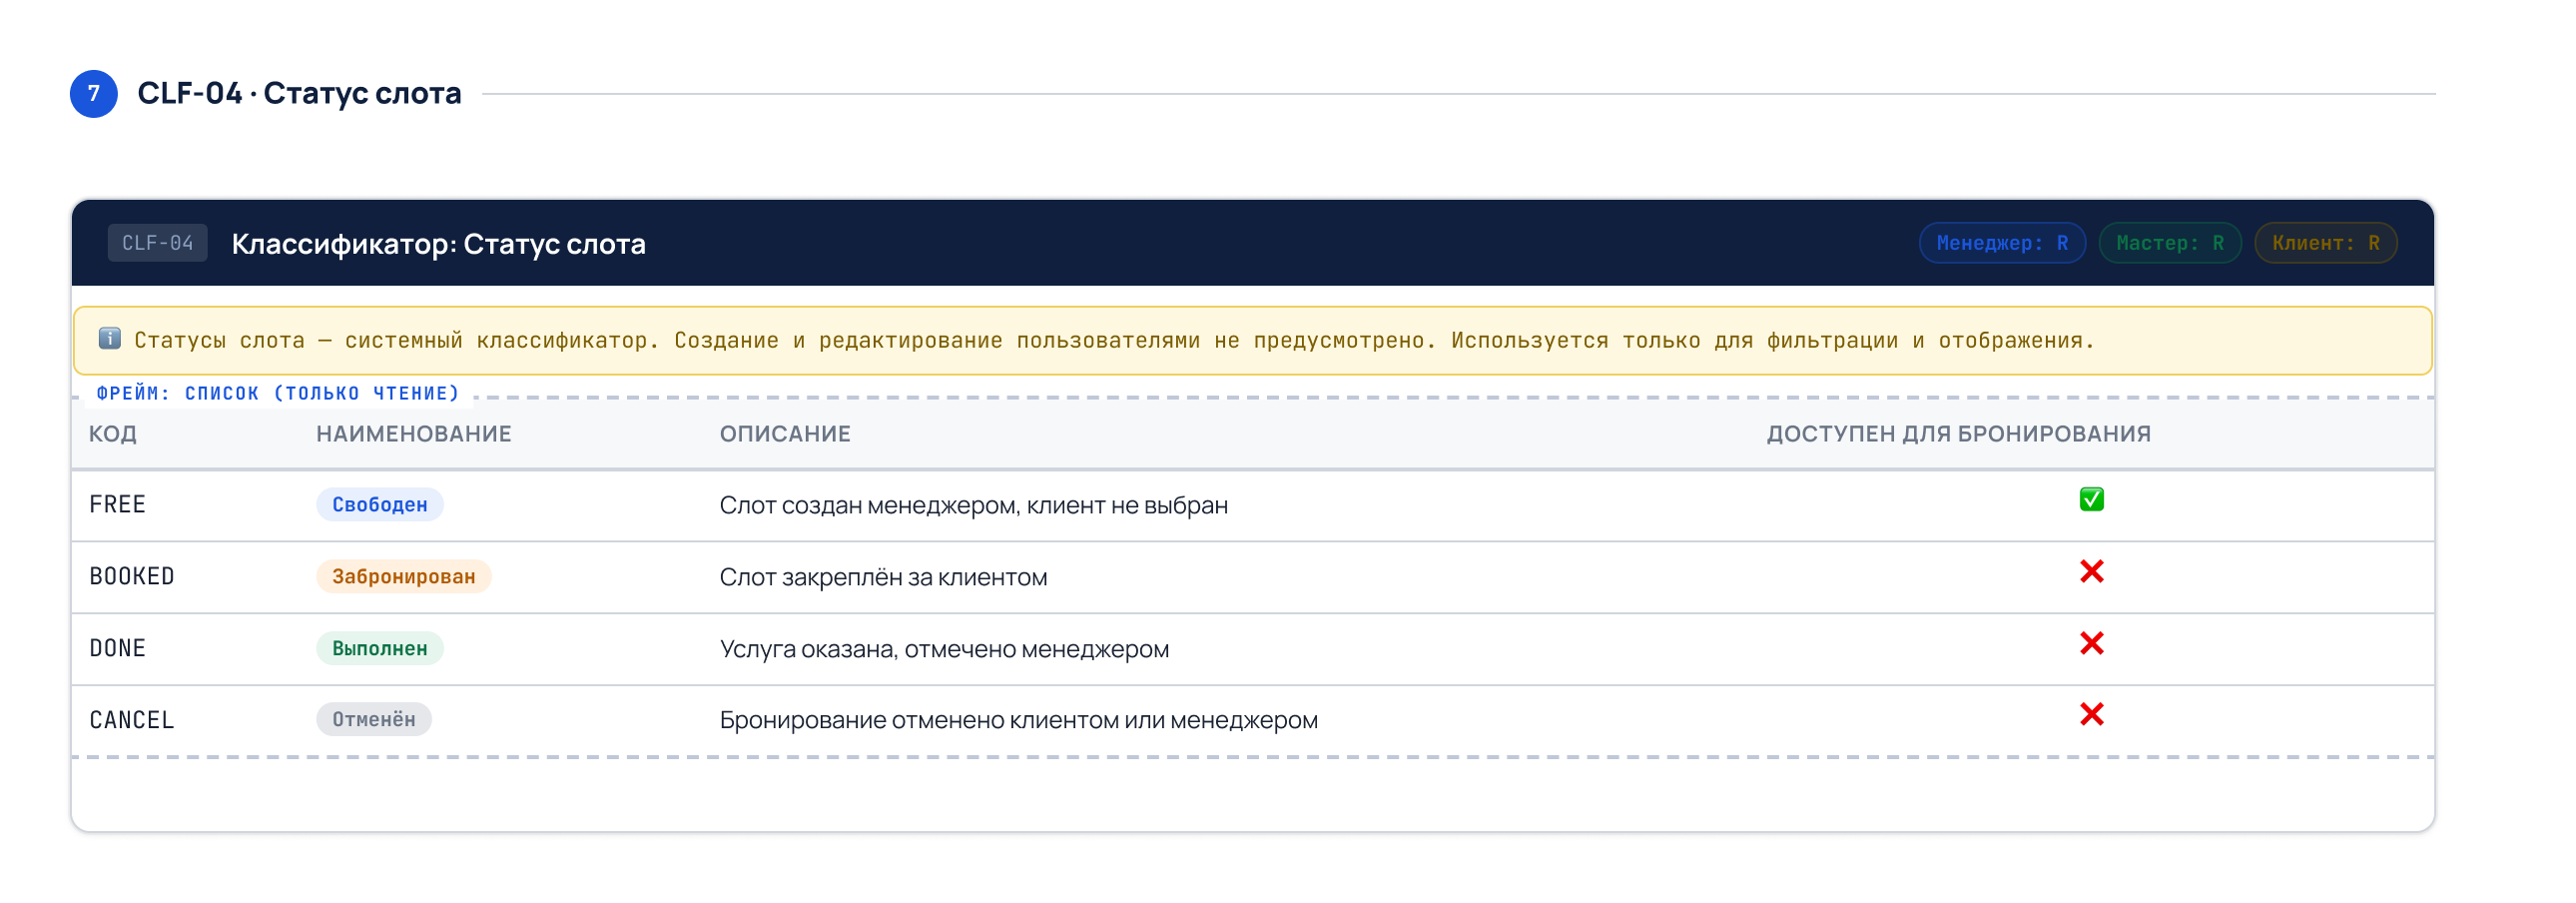 7 CLF-04 · Статус слота
CLF-04 Классификатор: Статус слота Менеджер: R Мастер: R Клиент: R
Статусы слота — системный классификатор. Создание и редактирование пользователями не предусмотрено. Используется только для фильтрации и отображения.
ФРЕЙМ: СПИСОК (ТОЛЬКО ЧТЕНИЕ)
КОД НАИМЕНОВАНИЕ ОПИСАНИЕ ДОСТУПЕН ДЛЯ БРОНИРОВАНИЯ
FREE Свободен Слот создан менеджером, клиент не выбран ✅
BOOKED Забронирован Слот закреплён за клиентом ❌
DONE Выполнен Услуга оказана, отмечено менеджером ❌
CANCEL Отменён Бронирование отменено клиентом или менеджером ❌